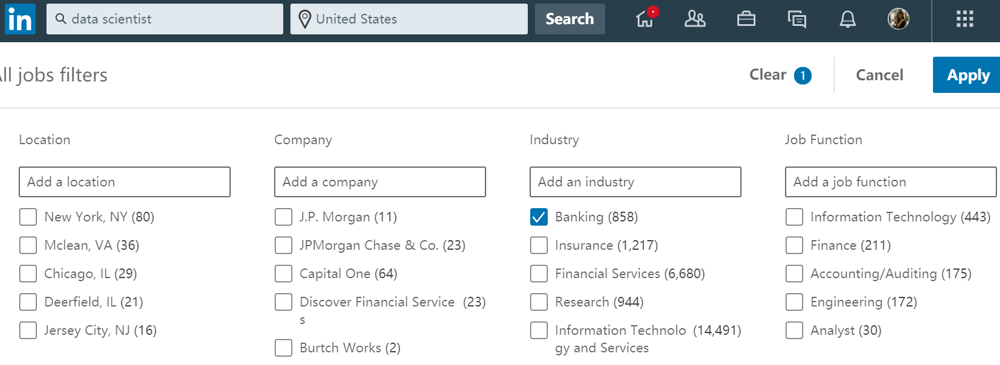 in data scientist United States Search
ll jobs filters Clear 1 Cancel Apply
Location Company Industry Job Function
Add a location Add a company Add an industry Add a job function
New York, NY (80)
Mclean, VA (36)
Chicago, IL (29)
Deerfield, IL (21)
Jersey City, NJ (16)
J.P. Morgan (11)
JPMorgan Chase & Co. (23)
Capital One (64)
Discover Financial Service (23)
s
Burtch Works (2)
Banking (858)
Insurance (1,217)
Financial Services (6,680)
Research (944)
Information Technolo (14,491)
gy and Services
Information Technology (443)
Finance (211)
Accounting/Auditing (175)
Engineering (172)
Analyst (30)